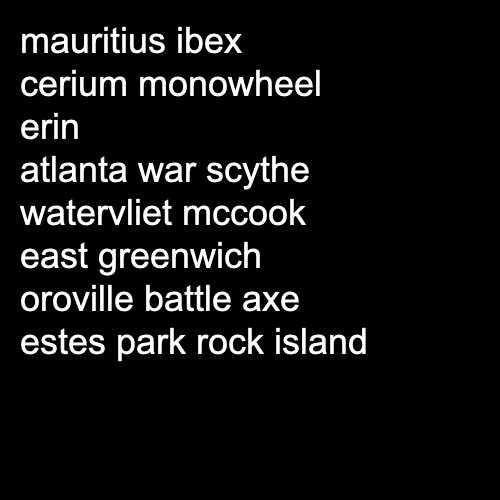 mauritius ibex
cerium monowheel
erin
atlanta war scythe
watervliet mccook
east greenwich
oroville battle axe
estes park rock island